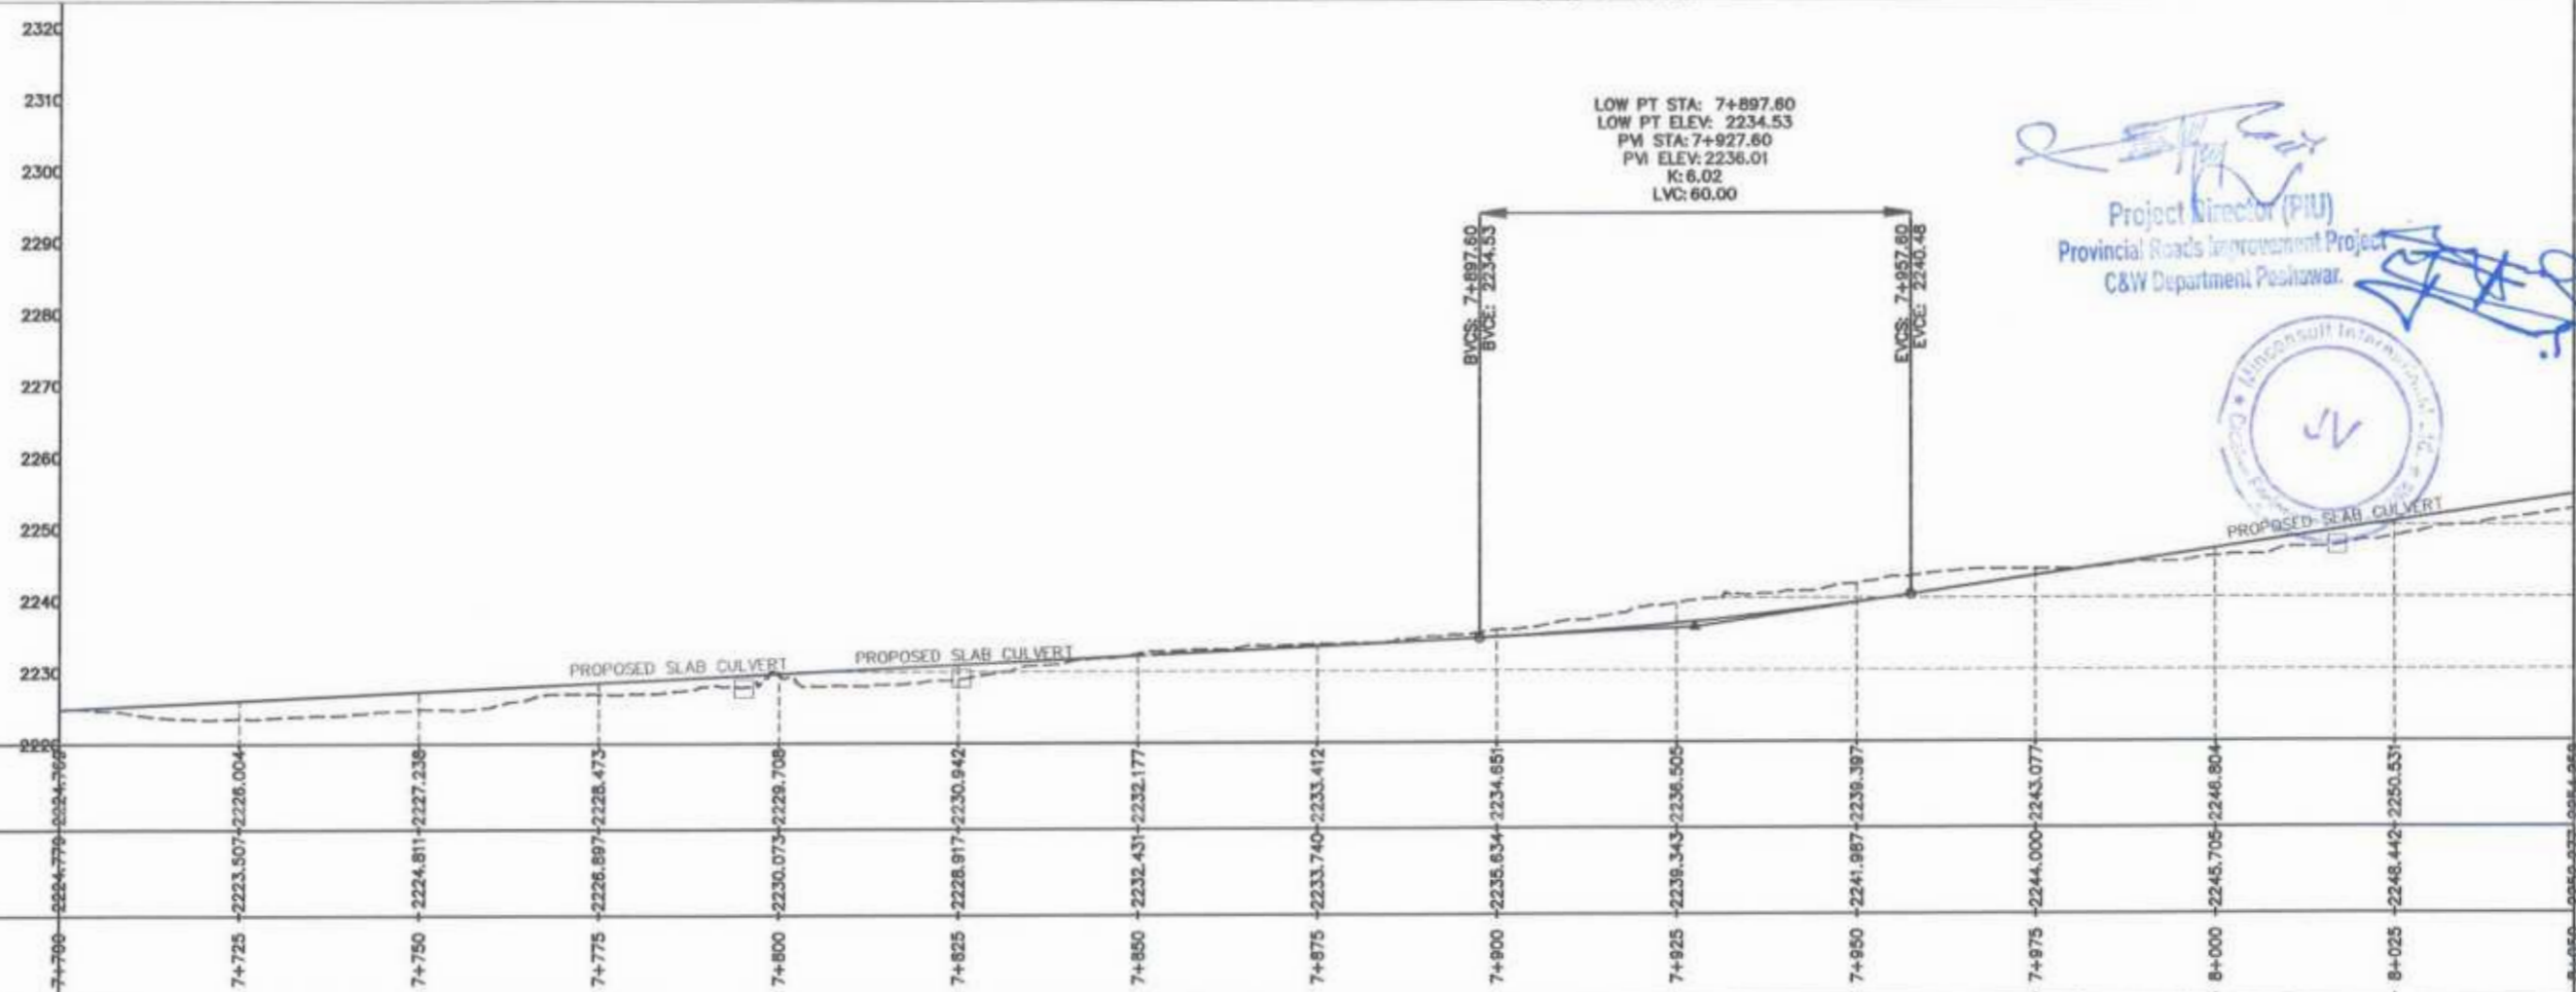 2320
2310
2300
2290
2280
2270
2260
2250
2240
2230
2220
LOW PT STA: 7+897.60
LOW PT ELEV: 2234.53
PVI STA: 7+927.60
PVI ELEV: 2236.01
K: 6.02
LVC: 60.00
BVCS: 7+897.60
BVCE: 2234.53
EVCS: 7+957.60
EVCE: 2240.48
Project Director (PIU)
Provincial Roads Improvement Project
C&W Department Peshawar.
JV
PROPOSED SLAB CULVERT
PROPOSED SLAB CULVERT
PROPOSED SLAB CULVERT
2224.769 2226.004 2227.238 2228.473 2229.708 2230.942 2232.177 2233.412 2234.651 2236.505 2239.397 2243.077 2246.804 2250.531
2224.779 2223.507 2224.811 2226.897 2230.073 2228.917 2232.431 2233.740 2235.634 2239.343 2241.987 2244.000 2245.705 2248.442
7+700 7+725 7+750 7+775 7+800 7+825 7+850 7+875 7+900 7+925 7+950 7+975 8+000 8+025